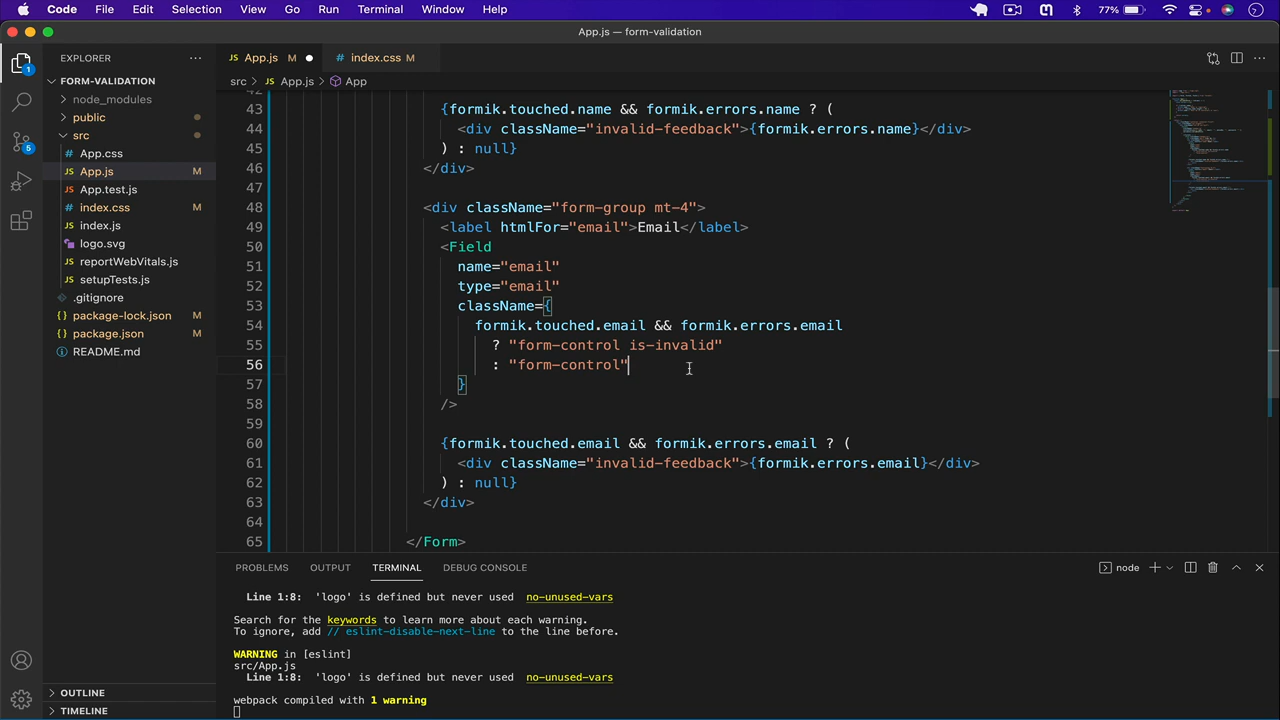 Code File Edit Selection View Go Run Terminal Window Help 77%
App.js — form-validation
EXPLORER
JS App.js M
# index.css M
FORM-VALIDATION
src > JS App.js > App
node_modules
public
src
# App.css
JS App.js M
JS App.test.js
# index.css M
JS index.js
logo.svg
JS reportWebVitals.js
JS setupTests.js
.gitignore
{} package-lock.json M
{} package.json M
README.md
OUTLINE
TIMELINE
1
5
42
43 {formik.touched.name && formik.errors.name ? (
44 <div className="invalid-feedback">{formik.errors.name}</div>
45 ) : null}
46 </div>
47
48 <div className="form-group mt-4">
49 <label htmlFor="email">Email</label>
50 <Field
51 name="email"
52 type="email"
53 className={
54 formik.touched.email && formik.errors.email
55 ? "form-control is-invalid"
56 : "form-control"
57 }
58 />
59
60 {formik.touched.email && formik.errors.email ? (
61 <div className="invalid-feedback">{formik.errors.email}</div>
62 ) : null}
63 </div>
64
65 </Form>
PROBLEMS OUTPUT TERMINAL DEBUG CONSOLE node
Line 1:8: 'logo' is defined but never used no-unused-vars
Search for the keywords to learn more about each warning.
To ignore, add // eslint-disable-next-line to the line before.
WARNING in [eslint]
src/App.js
Line 1:8: 'logo' is defined but never used no-unused-vars
webpack compiled with 1 warning